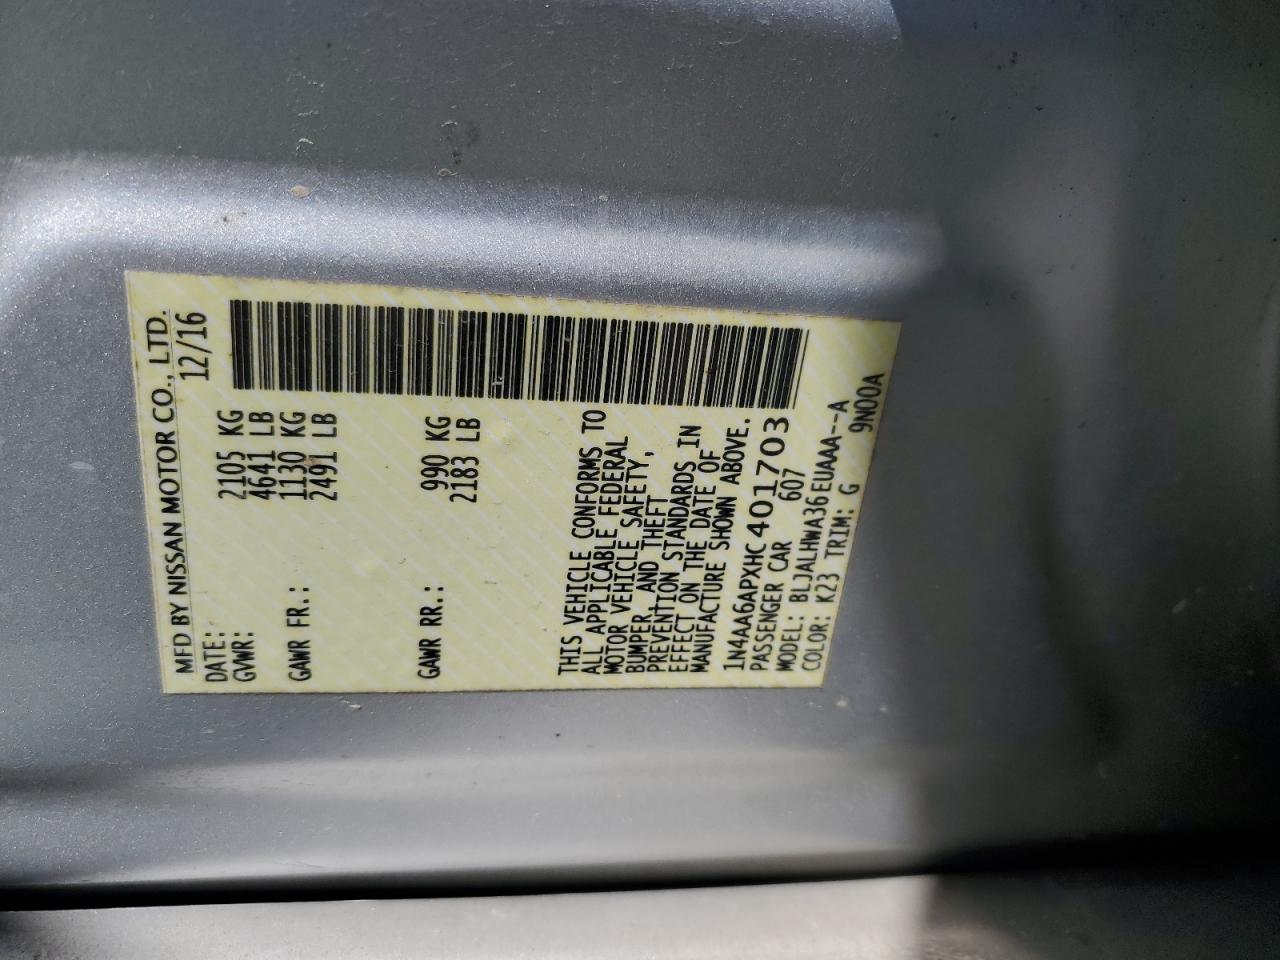 MFD BY NISSAN MOTOR CO., LTD.
DATE: 12/16
GVWR: 2105 KG
4641 LB
GAWR FR.: 1130 KG
2491 LB
GAWR RR.: 990 KG
2183 LB
THIS VEHICLE CONFORMS TO
ALL APPLICABLE FEDERAL
MOTOR VEHICLE SAFETY,
BUMPER, AND THEFT
PREVENTION STANDARDS IN
EFFECT ON THE DATE OF
MANUFACTURE SHOWN ABOVE.
1N4AA6APXHC401703
PASSENGER CAR 607
MODEL: BLJALHWA36EUAAA--A
COLOR: K23 TRIM: G 9N00A